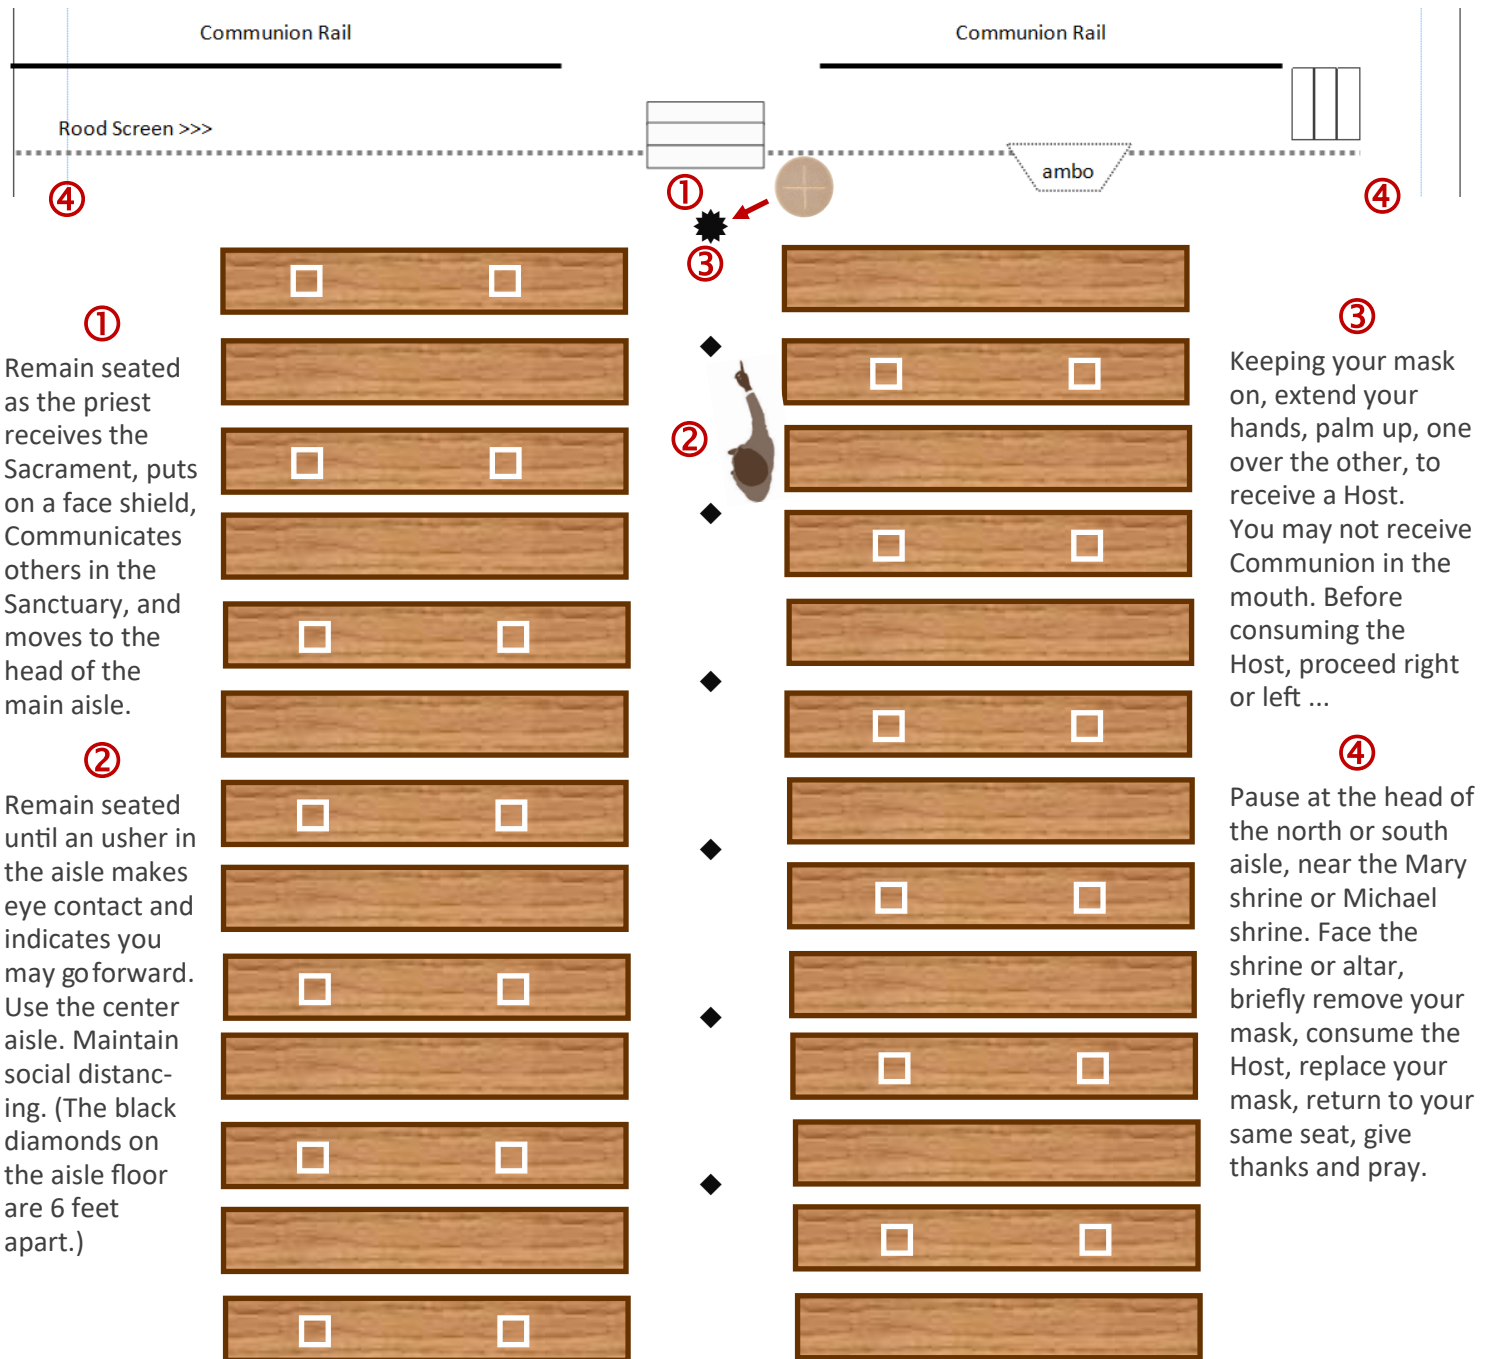 Communion Rail
Communion Rail
Rood Screen >>>
ambo
④
①
④
③
②
①
Remain seated
as the priest
receives the
Sacrament, puts
on a face shield,
Communicates
others in the
Sanctuary, and
moves to the
head of the
main aisle.
②
Remain seated
until an usher in
the aisle makes
eye contact and
indicates you
may go forward.
Use the center
aisle. Maintain
social distanc-
ing. (The black
diamonds on
the aisle floor
are 6 feet
apart.)
③
Keeping your mask
on, extend your
hands, palm up, one
over the other, to
receive a Host.
You may not receive
Communion in the
mouth. Before
consuming the
Host, proceed right
or left ...
④
Pause at the head of
the north or south
aisle, near the Mary
shrine or Michael
shrine. Face the
shrine or altar,
briefly remove your
mask, consume the
Host, replace your
mask, return to your
same seat, give
thanks and pray.